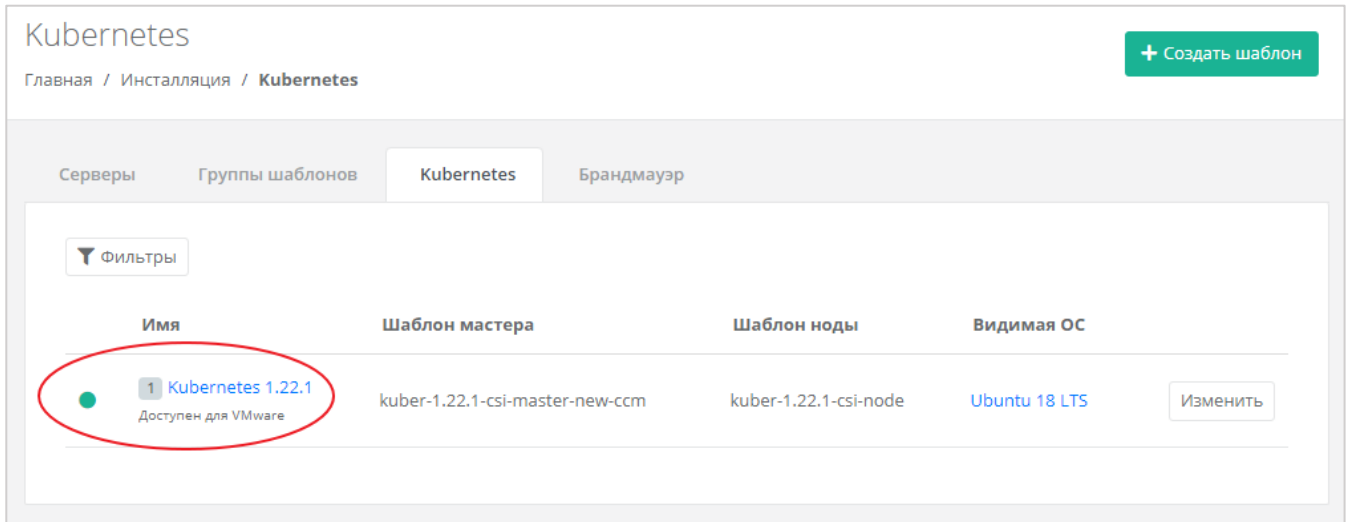 Kubernetes
+ Создать шаблон
Главная / Инсталляция / Kubernetes
Серверы Группы шаблонов Kubernetes Брандмауэр
Фильтры
Имя Шаблон мастера Шаблон ноды Видимая ОС
1 Kubernetes 1.22.1
Доступен для VMware
kuber-1.22.1-csi-master-new-ccm kuber-1.22.1-csi-node Ubuntu 18 LTS Изменить